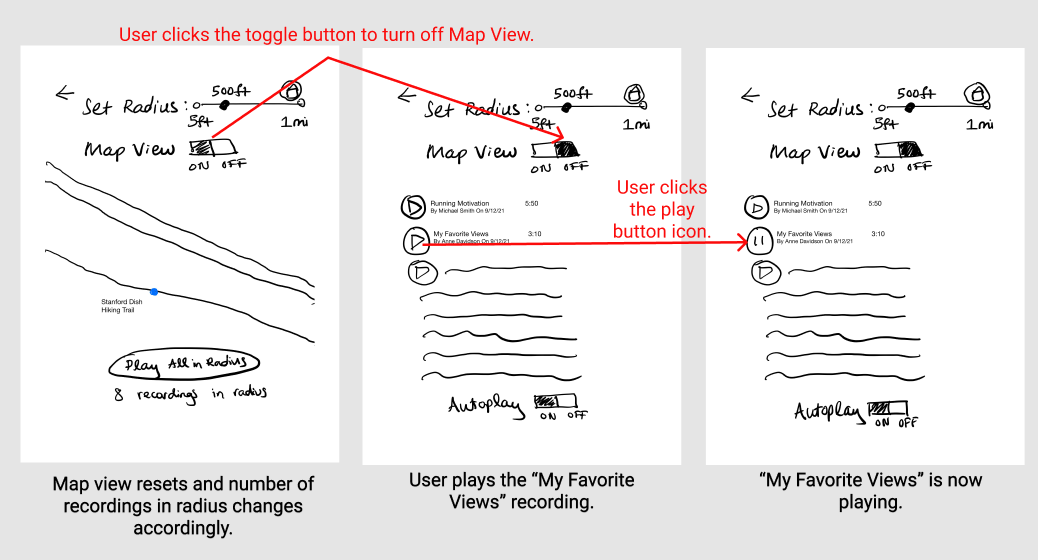 User clicks the toggle button to turn off Map View.
500ft
Set Radius:
5ft
1mi
Map View
ON OFF
Stanford Dish
Hiking Trail
Play All in Radius
8 recordings in radius
Map view resets and number of
recordings in radius changes
accordingly.
500ft
Set Radius:
5ft
1mi
Map View
ON OFF
Running Motivation 5:50
By Michael Smith On 9/12/21
My Favorite Views 3:10
By Anne Davidson On 9/12/21
User clicks
the play
button icon.
Autoplay
ON OFF
User plays the “My Favorite
Views” recording.
500ft
Set Radius:
5ft
1mi
Map View
ON OFF
Running Motivation 5:50
By Michael Smith On 9/12/21
My Favorite Views 3:10
By Anne Davidson On 9/12/21
Autoplay
ON OFF
“My Favorite Views” is now
playing.